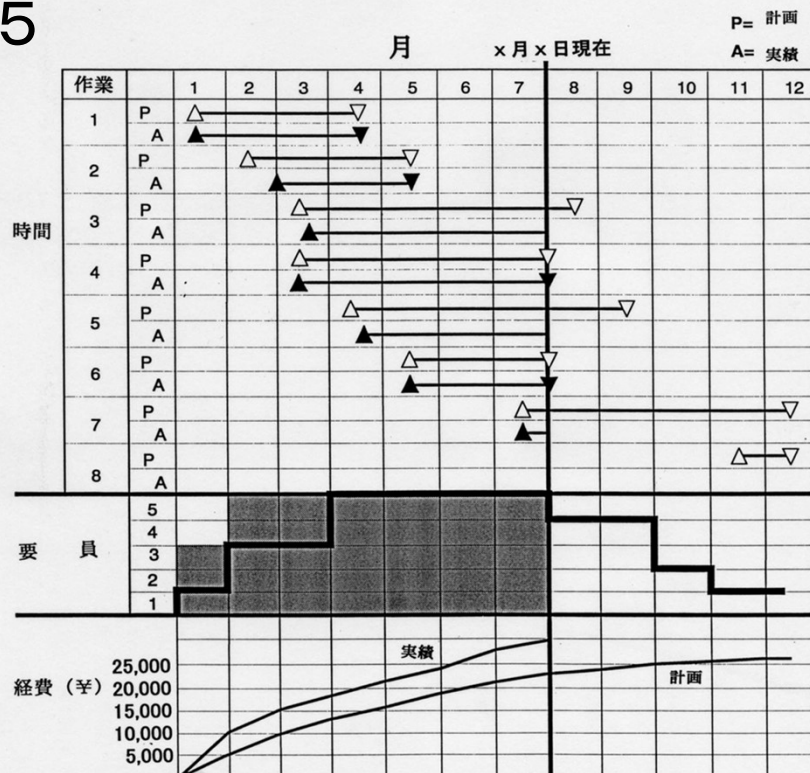 5
P= 計画
A= 実績
月
x月x日現在
作業 1 2 3 4 5 6 7 8 9 10 11 12
時間
1 P
A
2 P
A
3 P
A
4 P
A
5 P
A
6 P
A
7 P
A
8 P
A
要員
5
4
3
2
1
経費（¥）
25,000
20,000
15,000
10,000
5,000
実績
計画